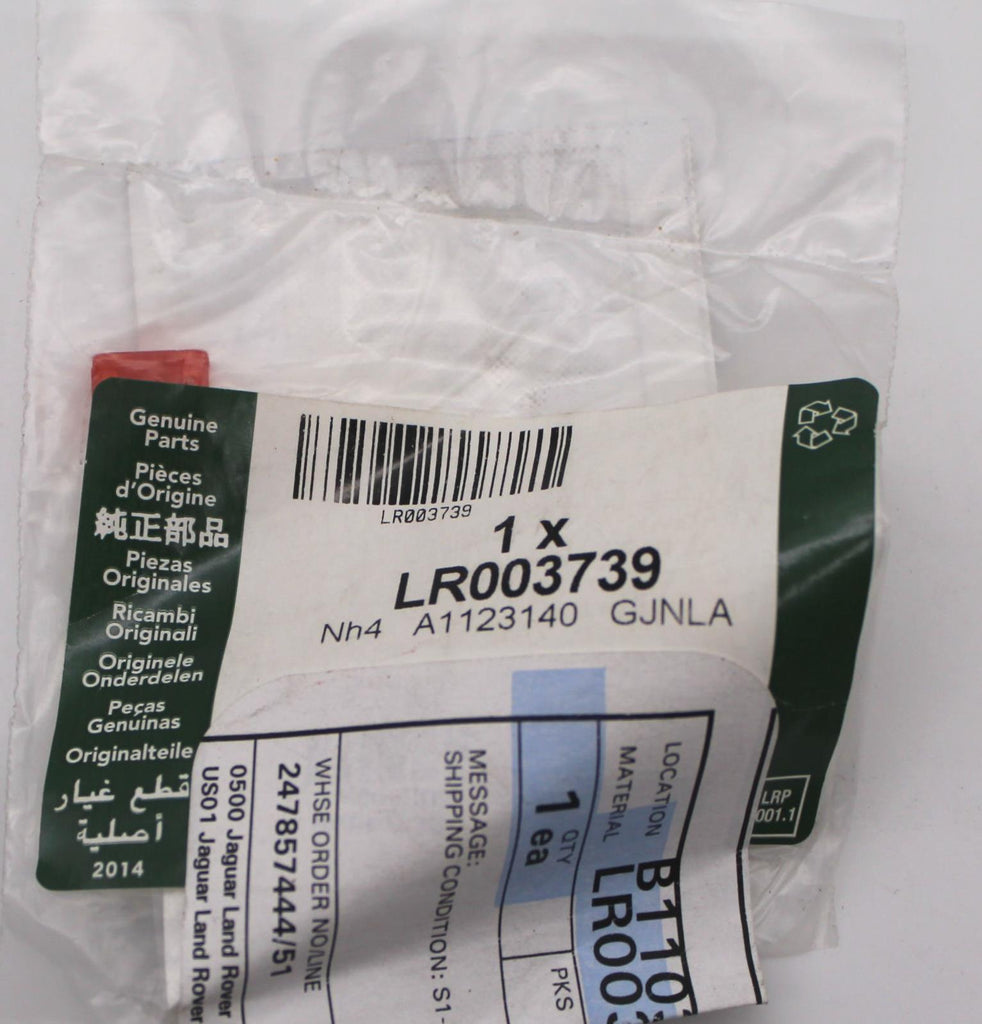 Genuine
Parts
Pièces
d'Origine
純正部品
Piezas
Originales
Ricambi
Originali
Originele
Onderdelen
Peças
Genuinas
Originalteile
قطع غيار
أصلية
2014
LR003739
1 x
LR003739
Nh4 A1123140 GJNLA
LRP
001.1
LOCATION
MATERIAL
QTY
1 ea
PKS
MESSAGE:
SHIPPING CONDITION: S1-
WHSE ORDER NO/LINE
247857444/51
0500 Jaguar Land Rover
US01 Jaguar Land Rover